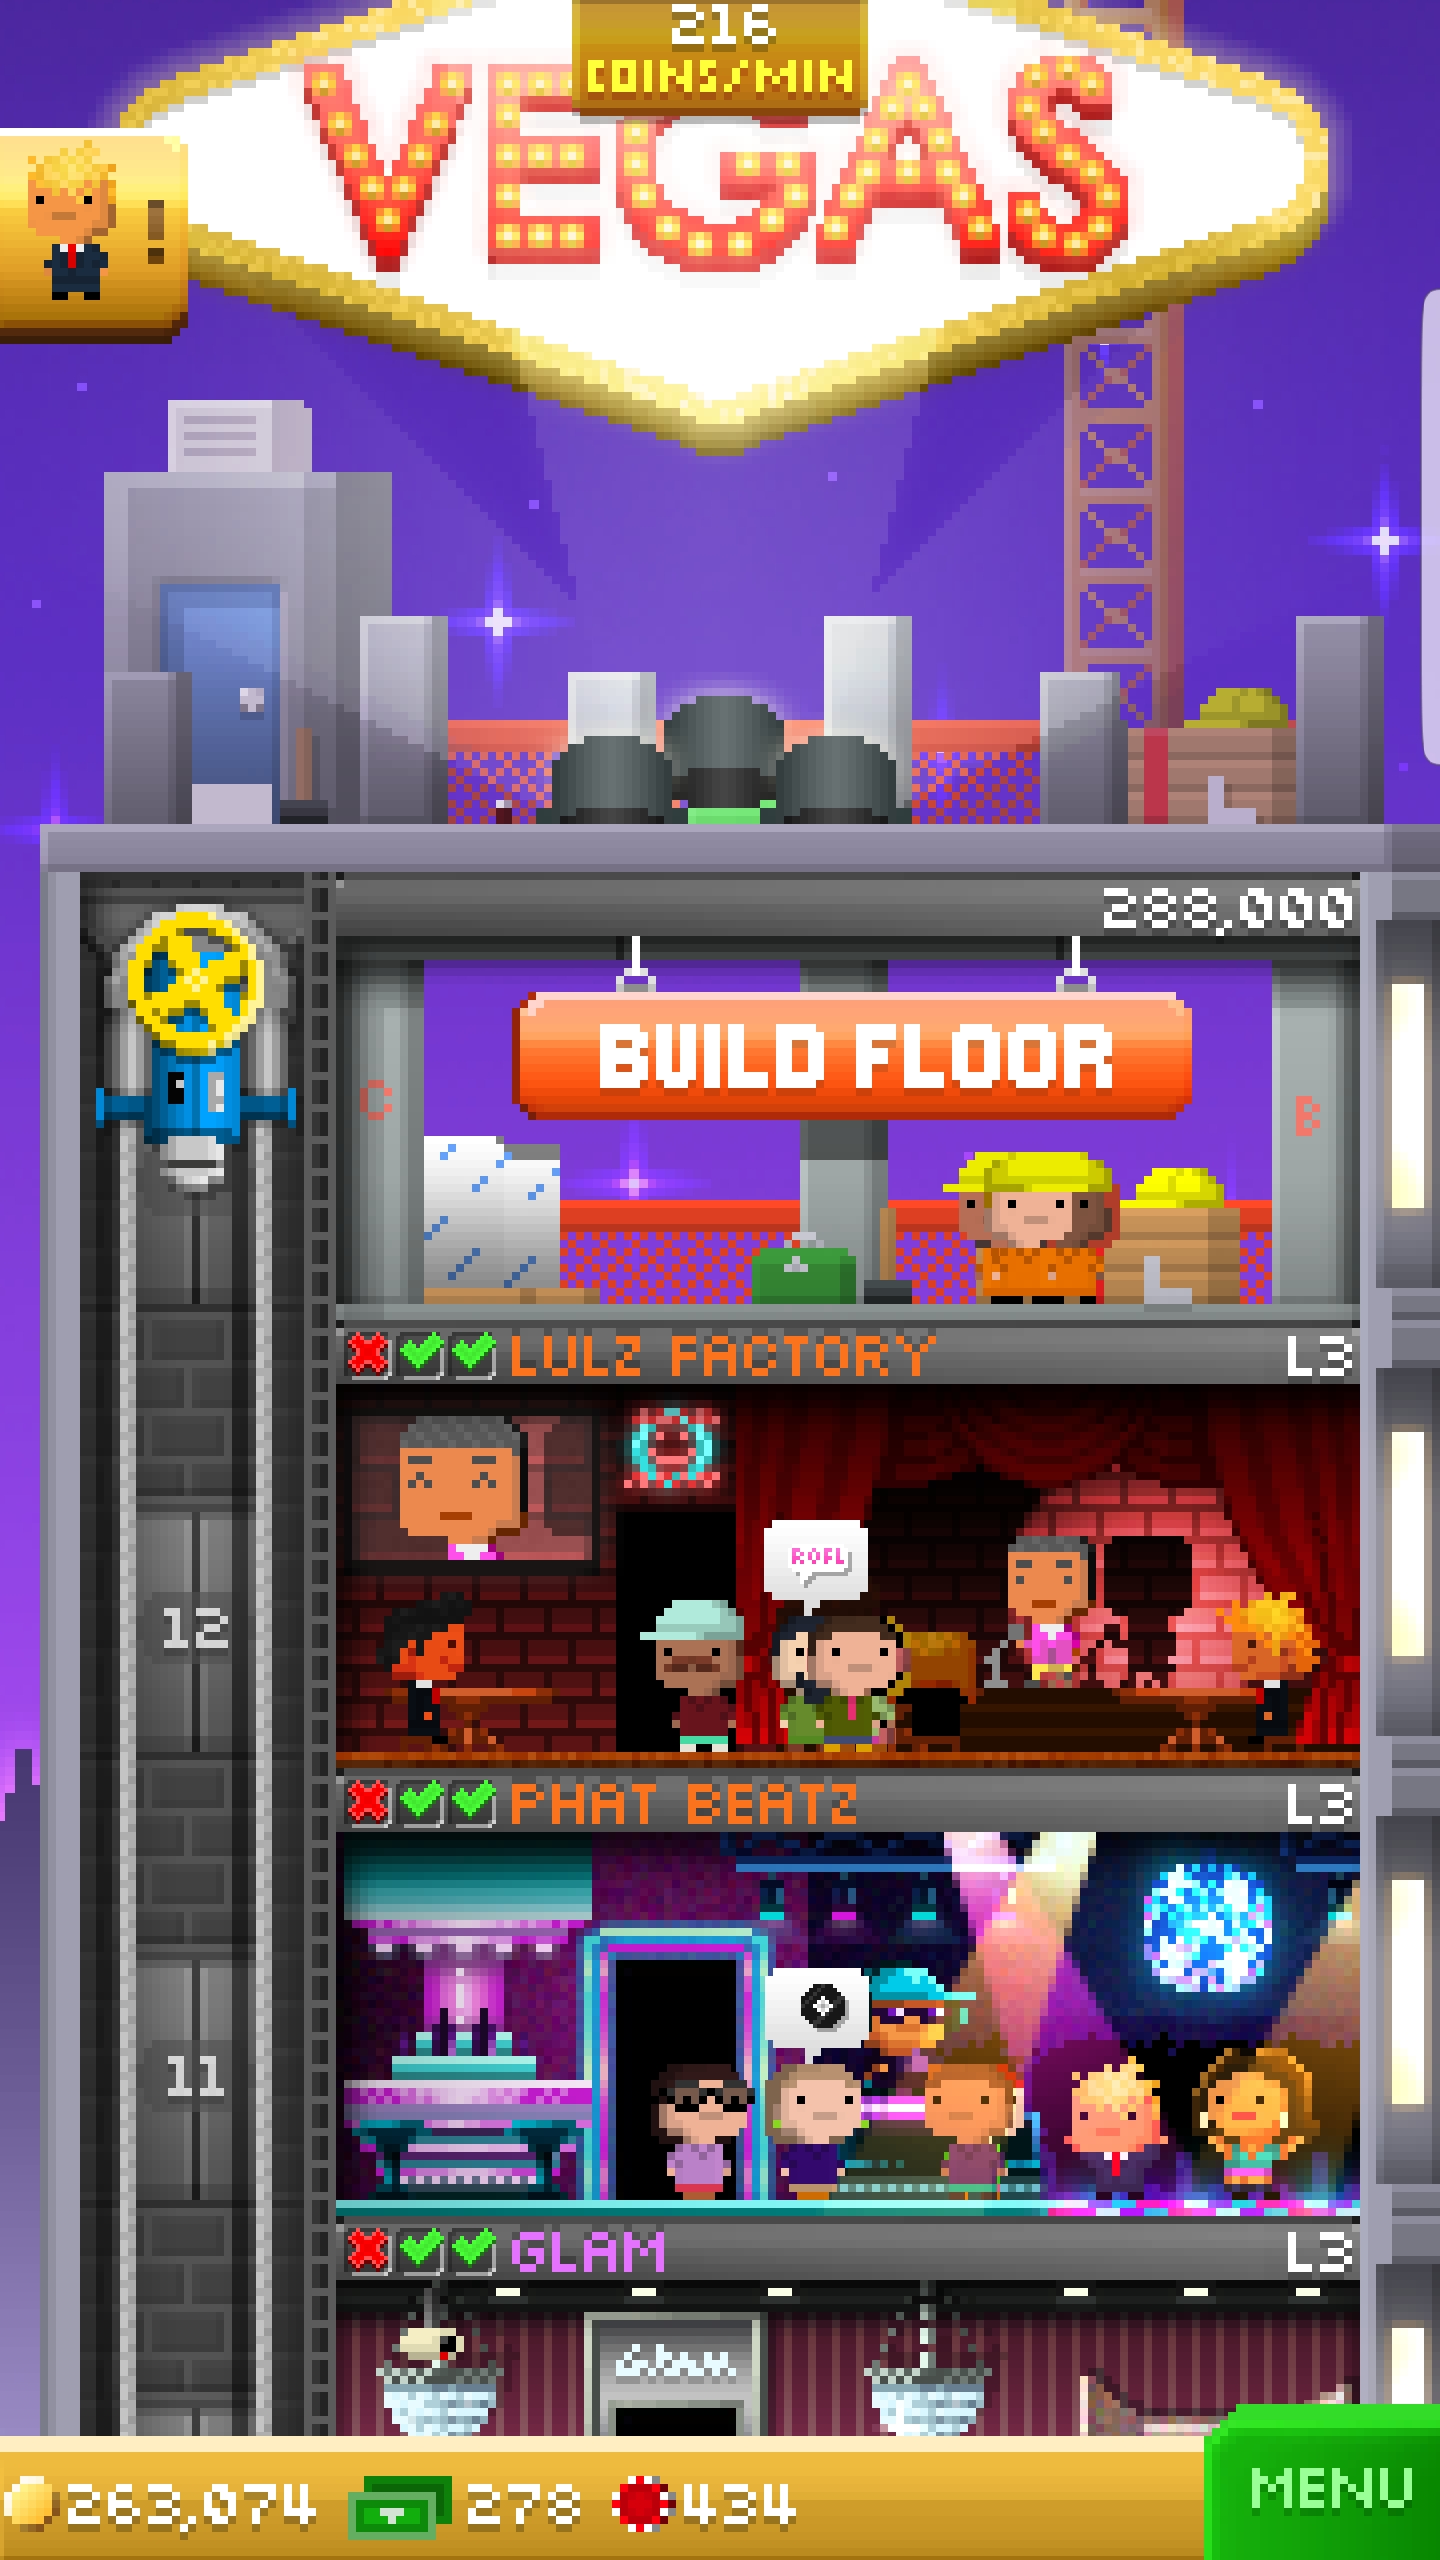 216
COINS/MIN
VEGAS
!
288,000
BUILD FLOOR
C
B
LULZ FACTORY
L3
ROFL
12
PHAT BEATZ
L3
11
GLAM
L3
Glam
263,074
278
434
MENU